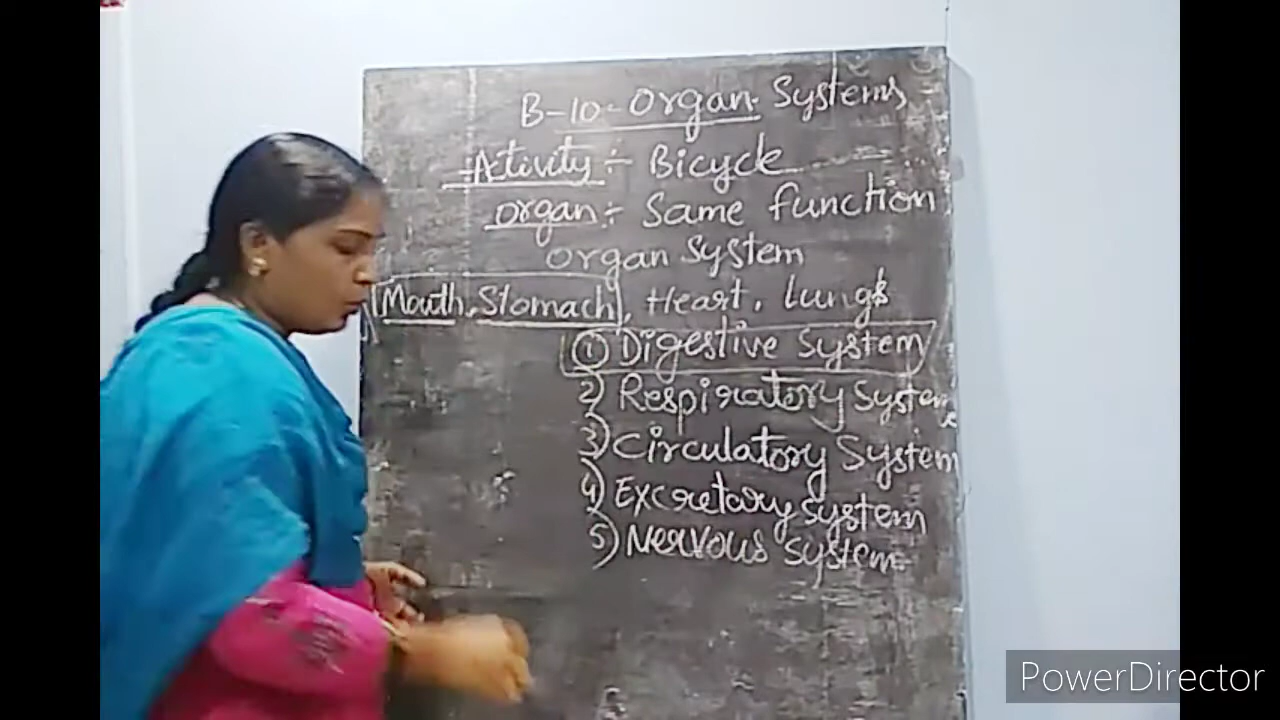 B-10- Organ Systems
Activity ÷ Bicycle
organ ÷ Same function
organ system
Mouth, Stomach, Heart, Lungs
① Digestive System
2) Respiratory System
3) Circulatory System
4) Excretary system
5) Nervous System
PowerDirector